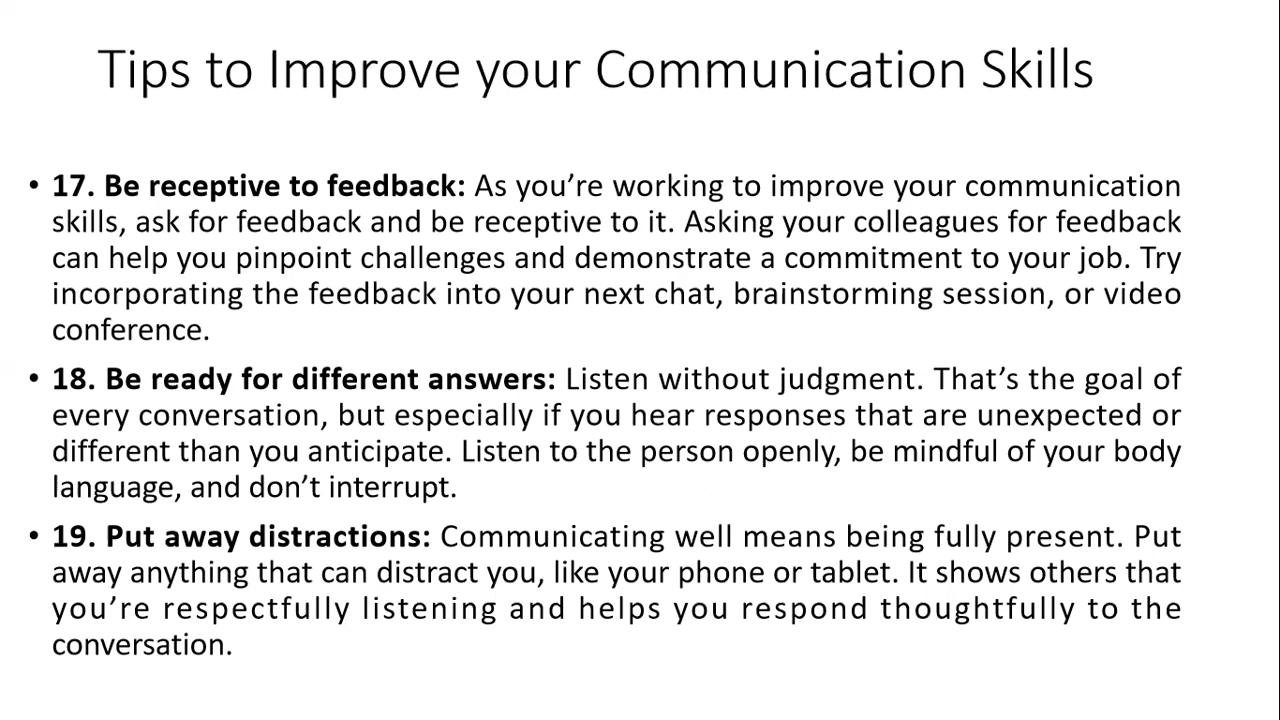 Tips to Improve your Communication Skills
• 17. Be receptive to feedback: As you’re working to improve your communication
skills, ask for feedback and be receptive to it. Asking your colleagues for feedback
can help you pinpoint challenges and demonstrate a commitment to your job. Try
incorporating the feedback into your next chat, brainstorming session, or video
conference.
• 18. Be ready for different answers: Listen without judgment. That’s the goal of
every conversation, but especially if you hear responses that are unexpected or
different than you anticipate. Listen to the person openly, be mindful of your body
language, and don’t interrupt.
• 19. Put away distractions: Communicating well means being fully present. Put
away anything that can distract you, like your phone or tablet. It shows others that
you’re respectfully listening and helps you respond thoughtfully to the
conversation.